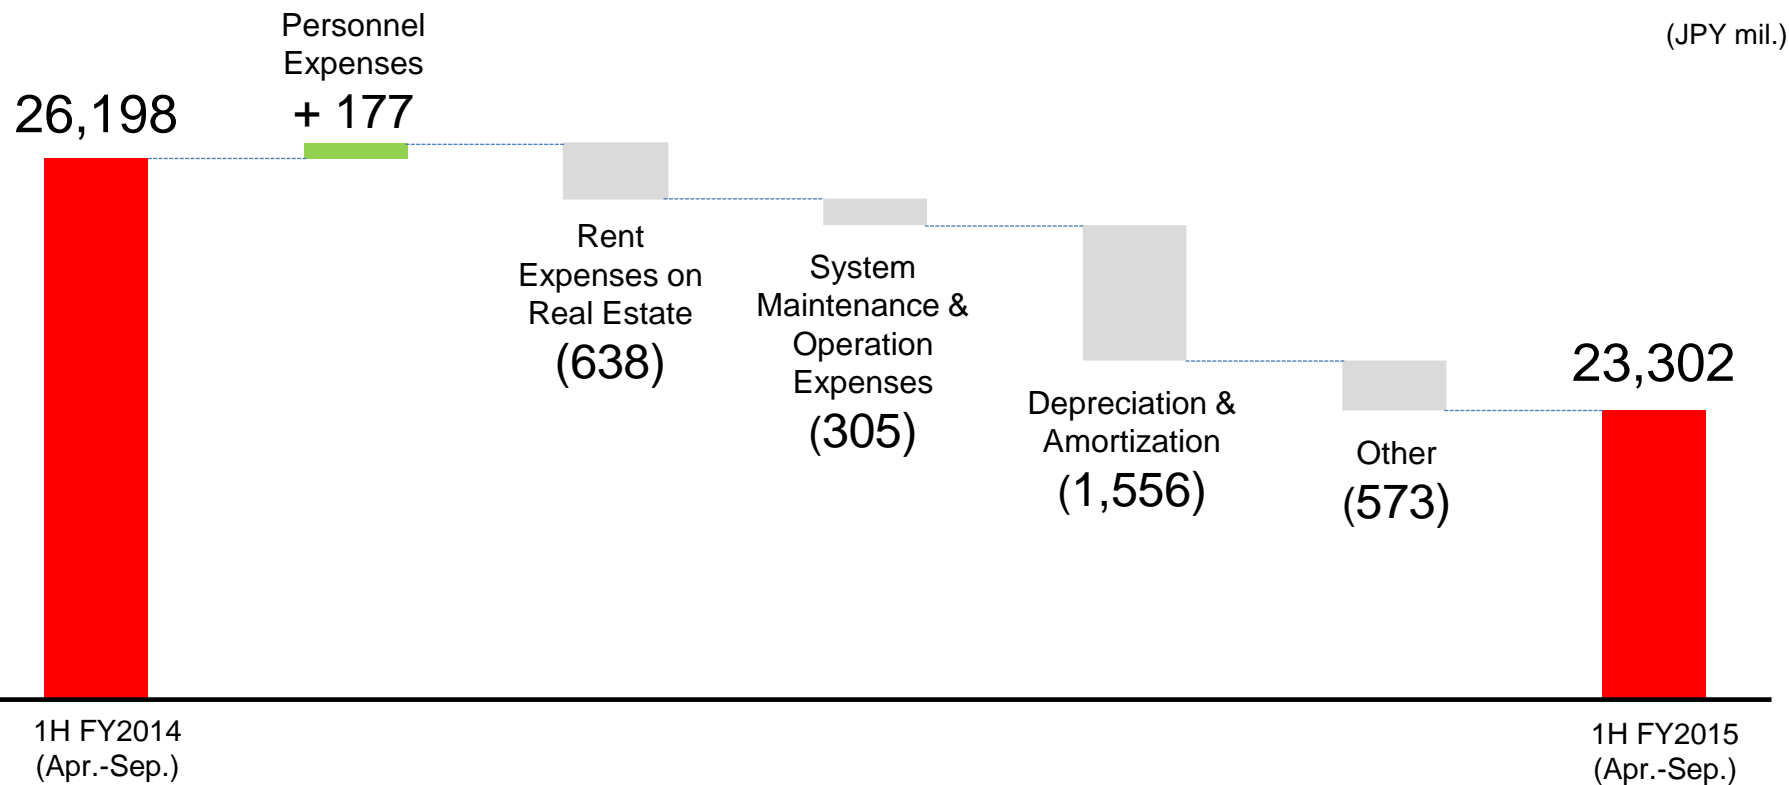 (JPY mil.)
26,198
Personnel
Expenses
+ 177
Rent
Expenses on
Real Estate
(638)
System
Maintenance &
Operation
Expenses
(305)
Depreciation &
Amortization
(1,556)
Other
(573)
23,302
1H FY2014
(Apr.-Sep.)
1H FY2015
(Apr.-Sep.)